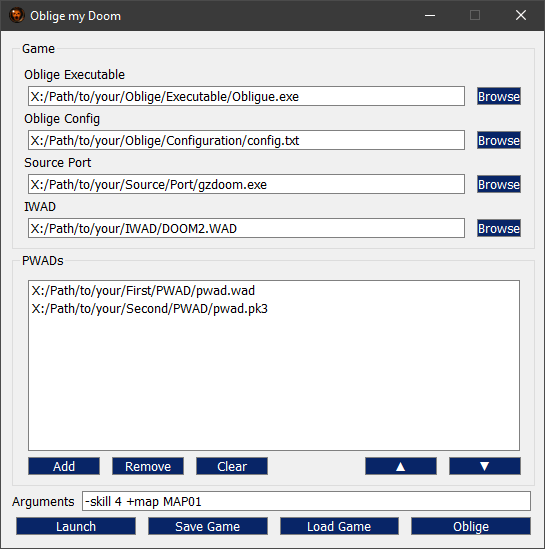 Oblige my Doom
Game
Oblige Executable
X:/Path/to/your/Oblige/Executable/Obligue.exe
Browse
Oblige Config
X:/Path/to/your/Oblige/Configuration/config.txt
Browse
Source Port
X:/Path/to/your/Source/Port/gzdoom.exe
Browse
IWAD
X:/Path/to/your/IWAD/DOOM2.WAD
Browse
PWADs
X:/Path/to/your/First/PWAD/pwad.wad
X:/Path/to/your/Second/PWAD/pwad.pk3
Add Remove Clear ▲ ▼
Arguments -skill 4 +map MAP01
Launch Save Game Load Game Oblige